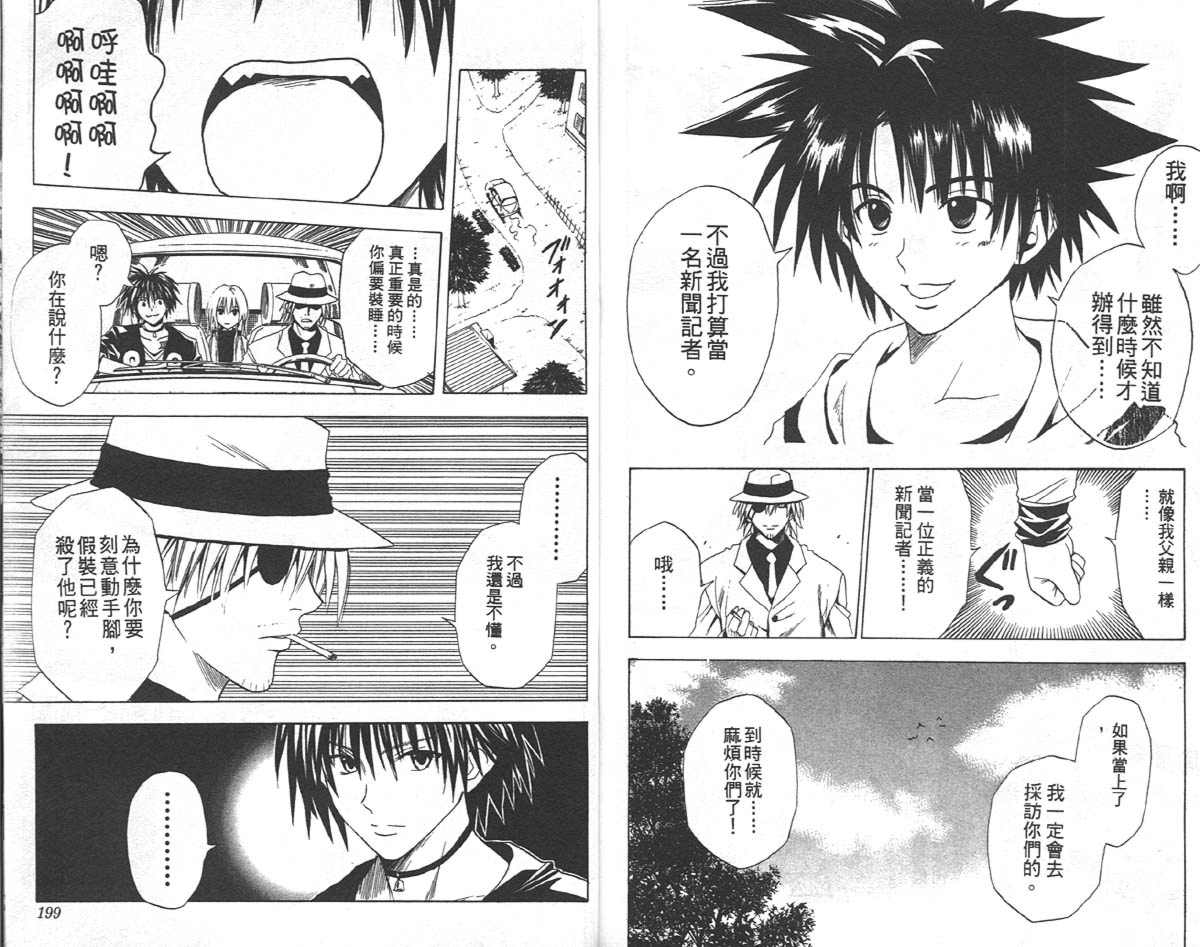 我啊……
雖然不知道
什麼時候才
辦得到……
不過我打算當
一名新聞記者。
就像我父親一樣
……
當一位正義的
新聞記者……！
哦……
如果當上了
，
我一定會去
採訪你們的。
到時候就……
麻煩你們了！
ブオオオン
呼哇啊啊
啊啊啊啊！
…真是的……
真正重要的時候
你偏要裝睡……
嗯？
你在說什麼？
………
不過
我還是不懂。
為什麼你要
刻意動手腳，
假裝已經
殺了他呢？
………
199